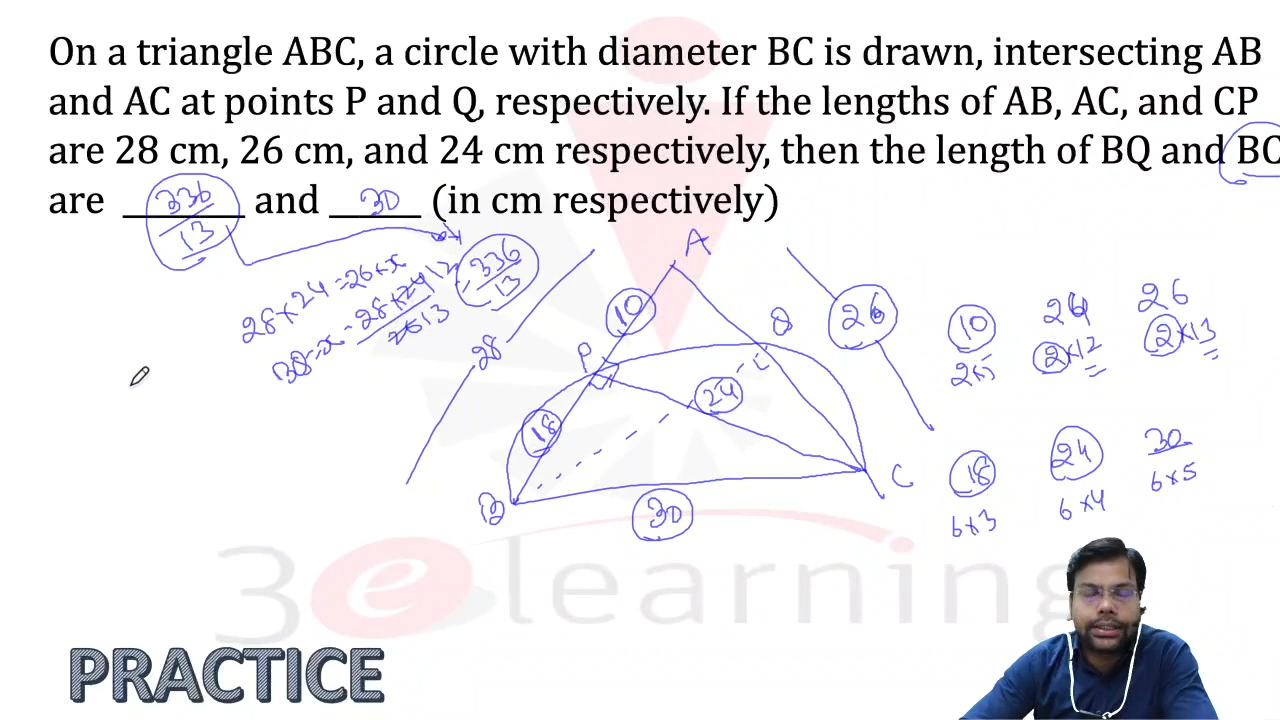 On a triangle ABC, a circle with diameter BC is drawn, intersecting AB
and AC at points P and Q, respectively. If the lengths of AB, AC, and CP
are 28 cm, 26 cm, and 24 cm respectively, then the length of BQ and BC
are 336/13 and 30 (in cm respectively)
28 × 24 = 26 × x
336/13
A
10
Q
26
28
P
24
18
B
C
30
10 24 26
2×5 2×12 2×13
18 24 30
6×3 6×4 6×5
3elearning
PRACTICE